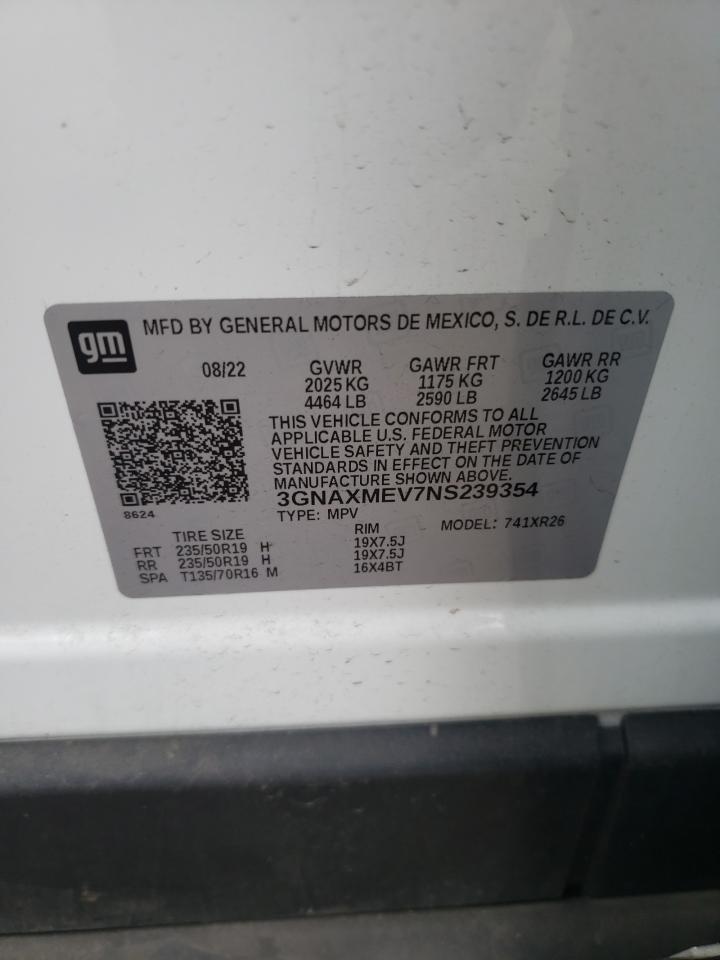 gm MFD BY GENERAL MOTORS DE MEXICO, S. DE R.L. DE C.V.
08/22 GVWR GAWR FRT GAWR RR
2025 KG 1175 KG 1200 KG
4464 LB 2590 LB 2645 LB
THIS VEHICLE CONFORMS TO ALL
APPLICABLE U.S. FEDERAL MOTOR
VEHICLE SAFETY AND THEFT PREVENTION
STANDARDS IN EFFECT ON THE DATE OF
MANUFACTURE SHOWN ABOVE.
3GNAXMEV7NS239354
8624
TYPE: MPV MODEL: 741XR26
TIRE SIZE RIM
FRT 235/50R19 H 19X7.5J
RR 235/50R19 H 19X7.5J
SPA T135/70R16 M 16X4BT